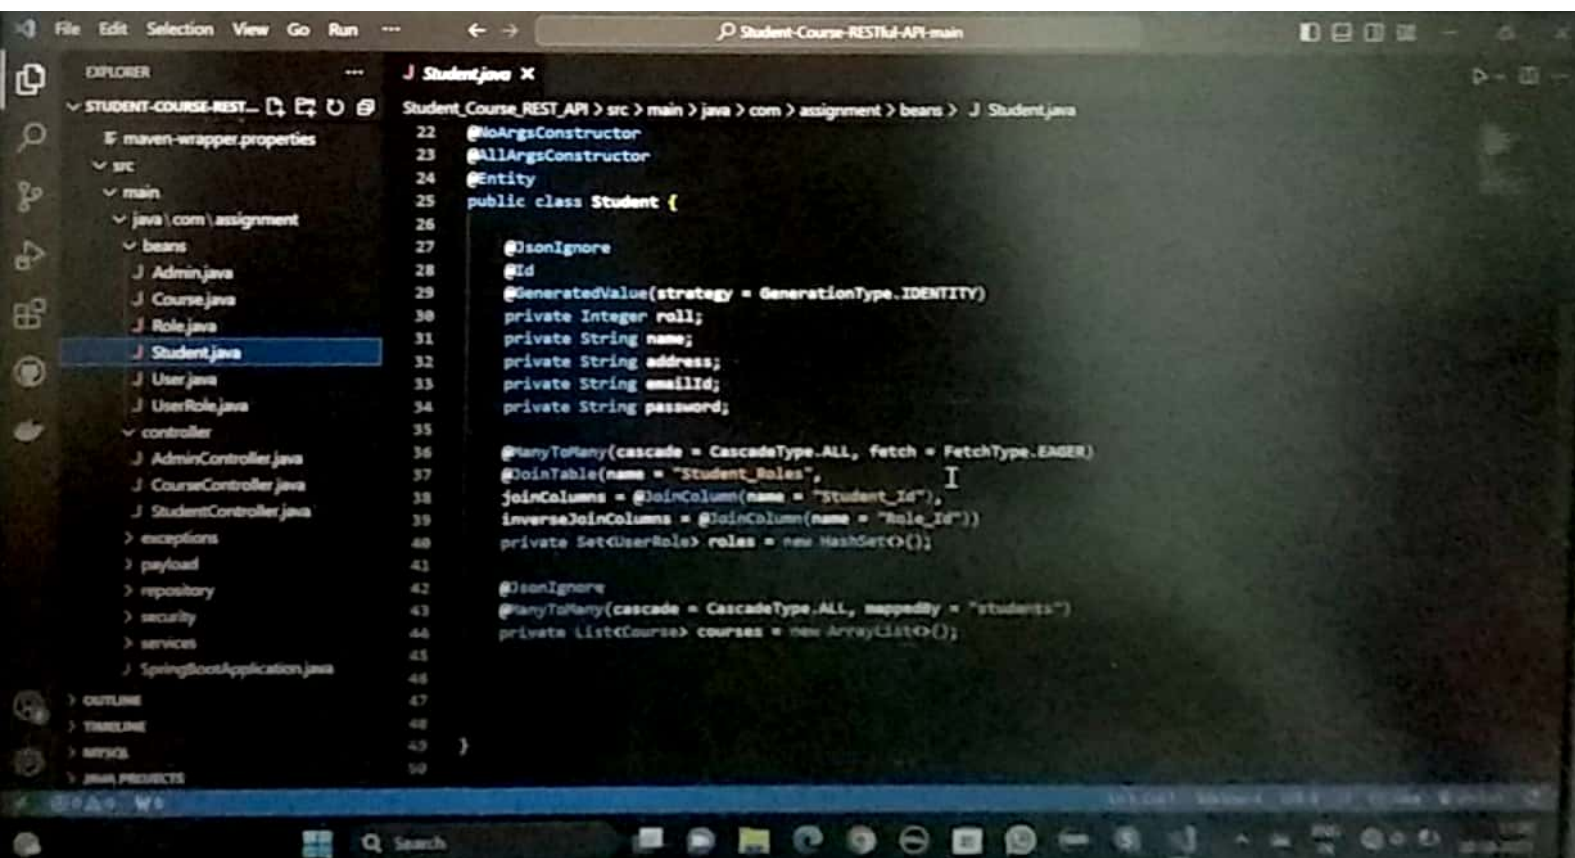 File Edit Selection View Go Run ...
Student-Course-RESTful-API-main
EXPLORER ...
STUDENT-COURSE-REST...
maven-wrapper.properties
src
main
java\com\assignment
beans
Admin.java
Course.java
Role.java
Student.java
User.java
UserRole.java
controller
AdminController.java
CourseController.java
StudentController.java
exceptions
payload
repository
security
services
SpringBootApplication.java
OUTLINE
TIMELINE
MYSQL
JAVA PROJECTS
Student.java
Student_Course_REST_API > src > main > java > com > assignment > beans > Student.java
22 @NoArgsConstructor
23 @AllArgsConstructor
24 @Entity
25 public class Student {
26
27 @JsonIgnore
28 @Id
29 @GeneratedValue(strategy = GenerationType.IDENTITY)
30 private Integer roll;
31 private String name;
32 private String address;
33 private String emailId;
34 private String password;
35
36 @ManyToMany(cascade = CascadeType.ALL, fetch = FetchType.EAGER)
37 @JoinTable(name = "Student_Roles",
38 joinColumns = @JoinColumn(name = "Student_Id"),
39 inverseJoinColumns = @JoinColumn(name = "Role_Id"))
40 private Set<UserRole> roles = new HashSet<>();
41
42 @JsonIgnore
43 @ManyToMany(cascade = CascadeType.ALL, mappedBy = "students")
44 private List<Course> courses = new ArrayList<>();
45
46
47
48
49 }
50
Search